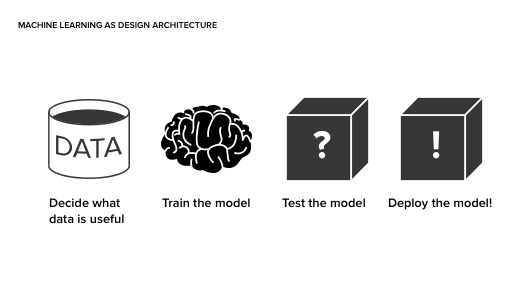 MACHINE LEARNING AS DESIGN ARCHITECTURE
DATA
?
!
Decide what
data is useful
Train the model
Test the model
Deploy the model!